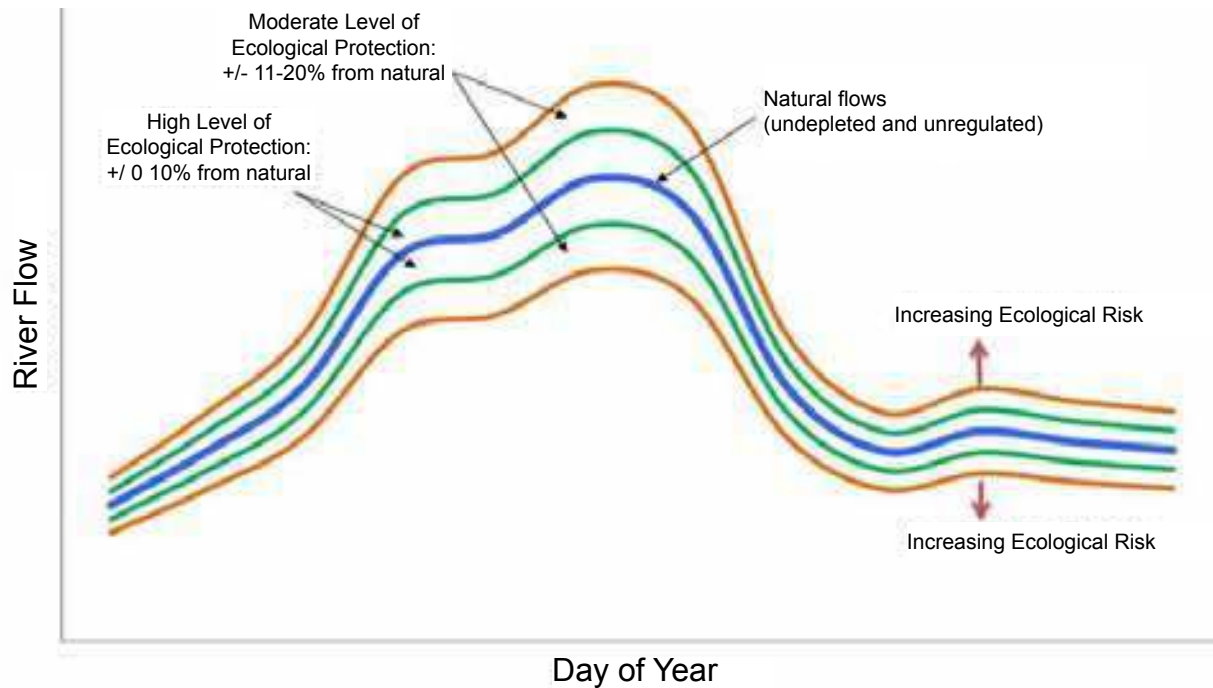 Moderate Level of
Ecological Protection:
+/- 11-20% from natural
High Level of
Ecological Protection:
+/ 0 10% from natural
Natural flows
(undepleted and unregulated)
River Flow
Increasing Ecological Risk
Increasing Ecological Risk
Day of Year